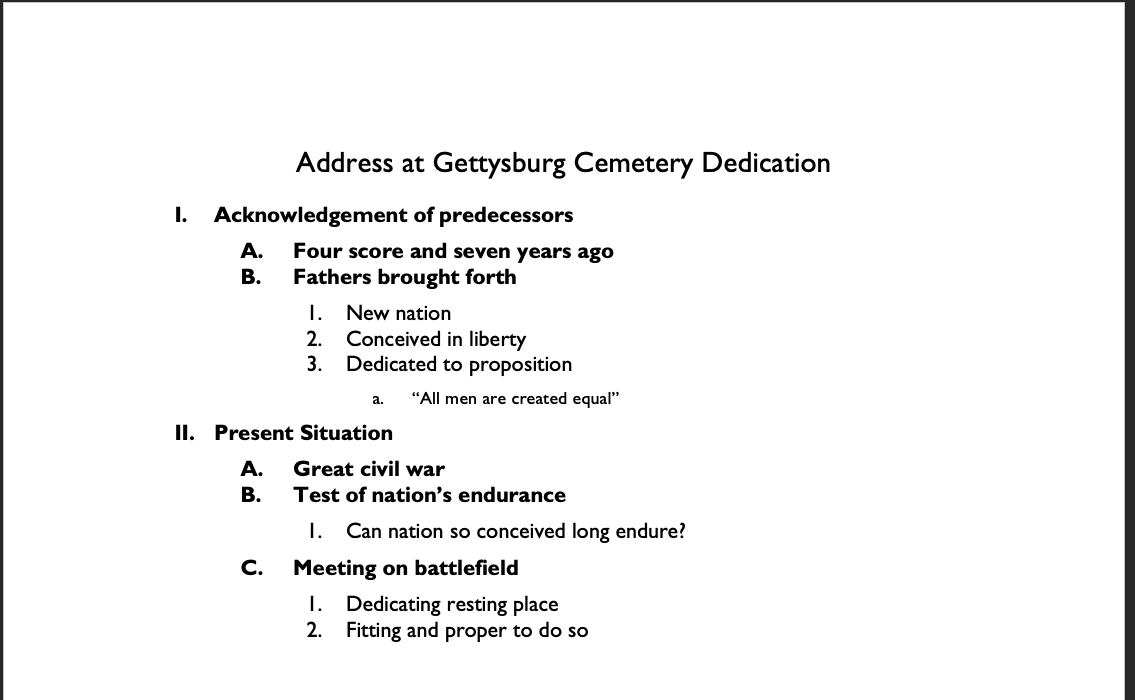 Address at Gettysburg Cemetery Dedication
I. Acknowledgement of predecessors
A. Four score and seven years ago
B. Fathers brought forth
1. New nation
2. Conceived in liberty
3. Dedicated to proposition
a. “All men are created equal”
II. Present Situation
A. Great civil war
B. Test of nation’s endurance
1. Can nation so conceived long endure?
C. Meeting on battlefield
1. Dedicating resting place
2. Fitting and proper to do so